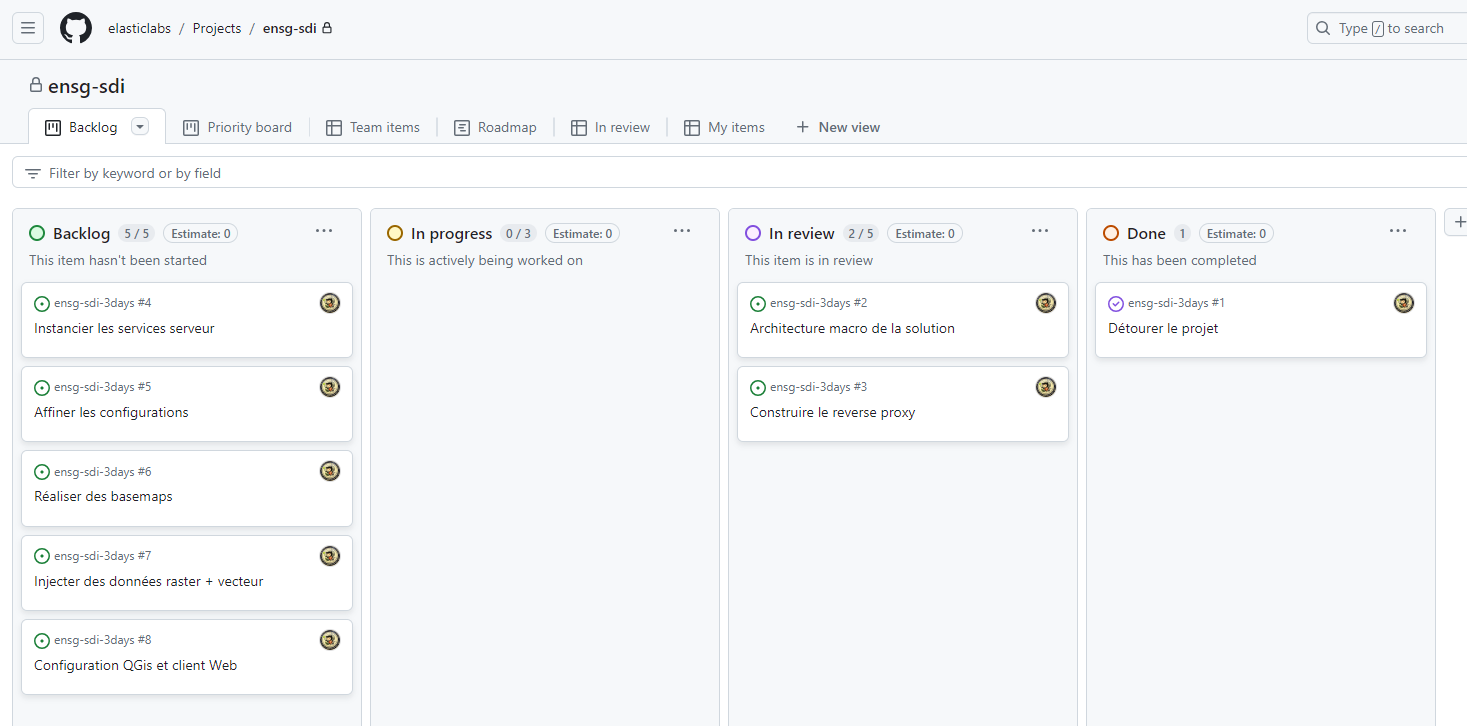 elasticlabs / Projects / ensg-sdi
Type / to search
ensg-sdi
Backlog
Priority board
Team items
Roadmap
In review
My items
New view
Filter by keyword or by field
Backlog 5 / 5 Estimate: 0
This item hasn't been started
ensg-sdi-3days #4
Instancier les services serveur
ensg-sdi-3days #5
Affiner les configurations
ensg-sdi-3days #6
Réaliser des basemaps
ensg-sdi-3days #7
Injecter des données raster + vecteur
ensg-sdi-3days #8
Configuration QGis et client Web
In progress 0 / 3 Estimate: 0
This is actively being worked on
In review 2 / 5 Estimate: 0
This item is in review
ensg-sdi-3days #2
Architecture macro de la solution
ensg-sdi-3days #3
Construire le reverse proxy
Done 1 Estimate: 0
This has been completed
ensg-sdi-3days #1
Détourer le projet